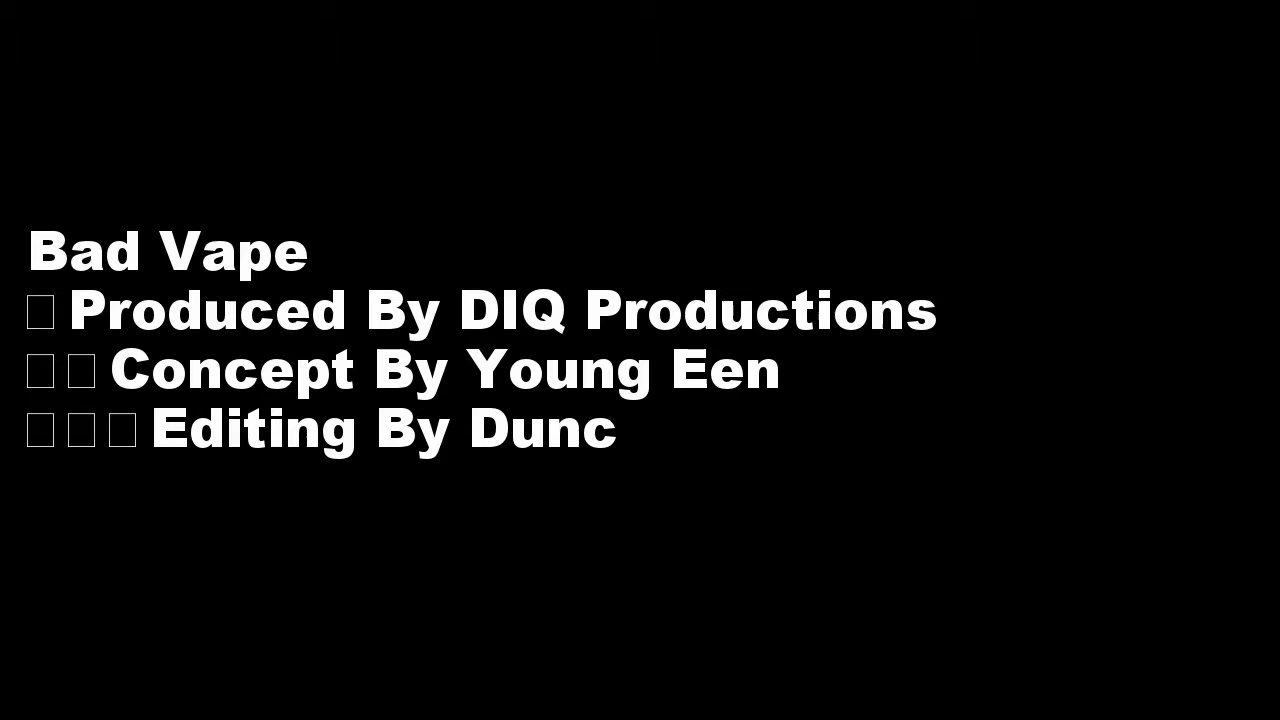 Bad Vape
Produced By DIQ Productions
Concept By Young Een
Editing By Dunc